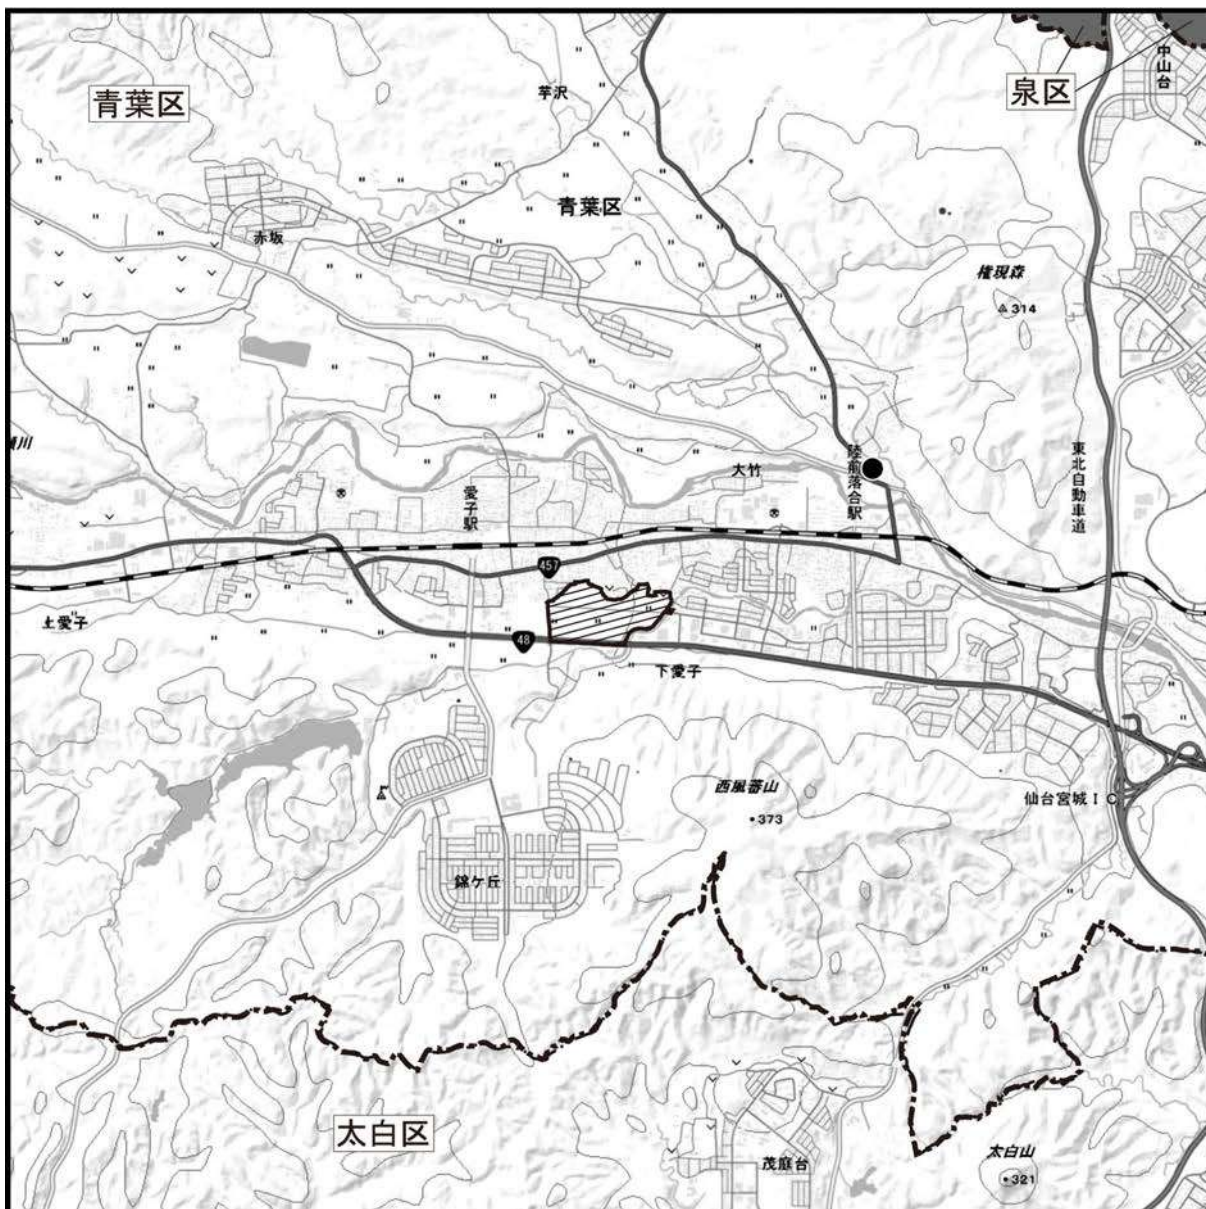 中山台
泉区
青葉区
芋沢
青葉区
赤坂
権現森
314
東北自動車道
陸前落合駅
大竹
愛子駅
457
上愛子
48
下愛子
西風蕃山
373
仙台宮城IC
錦ケ丘
太白区
茂庭台
太白山
321